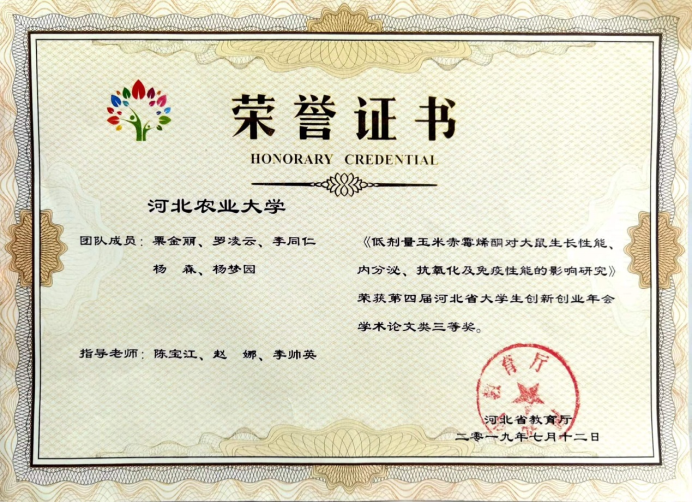 荣誉证书
HONORARY CREDENTIAL
河北农业大学
团队成员：栗金丽、罗凌云、李同仁
杨 森、杨梦园
《低剂量玉米赤霉烯酮对大鼠生长性能、
内分泌、抗氧化及免疫性能的影响研究》
荣获第四届河北省大学生创新创业年会
学术论文类三等奖。
指导老师：陈宝江、赵 娜、李帅英
教育厅
河北省教育厅
二零一九年七月十二日